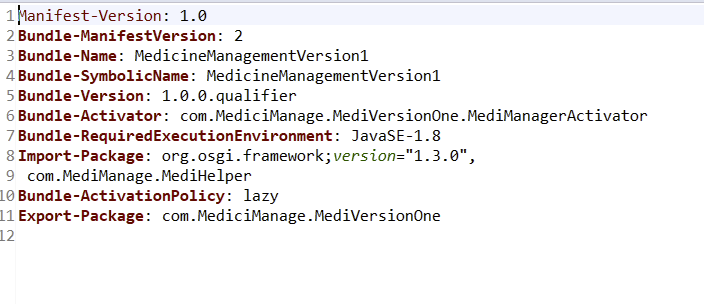 1 Manifest-Version: 1.0
2 Bundle-ManifestVersion: 2
3 Bundle-Name: MedicineManagementVersion1
4 Bundle-SymbolicName: MedicineManagementVersion1
5 Bundle-Version: 1.0.0.qualifier
6 Bundle-Activator: com.MediciManage.MediVersionOne.MediManagerActivator
7 Bundle-RequiredExecutionEnvironment: JavaSE-1.8
8 Import-Package: org.osgi.framework;version="1.3.0",
9  com.MediManage.MediHelper
10 Bundle-ActivationPolicy: lazy
11 Export-Package: com.MediciManage.MediVersionOne
12